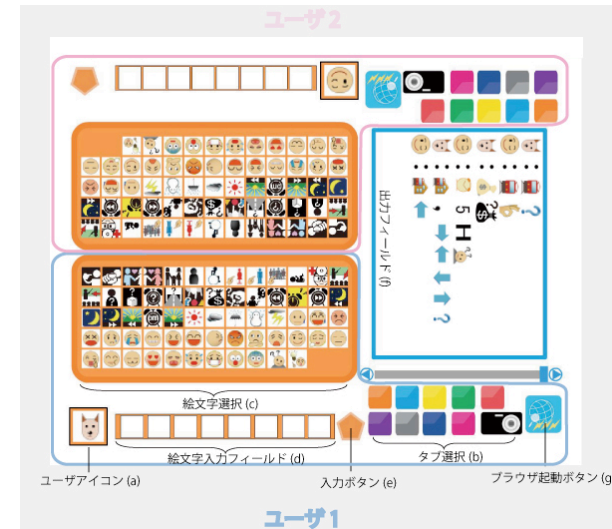 ユーザ2
出力フィールド (f)
5 H
絵文字選択 (c)
絵文字入力フィールド (d)
タブ選択 (b)
ユーザアイコン (a)
入力ボタン (e)
ブラウザ起動ボタン (g
ユーザ1